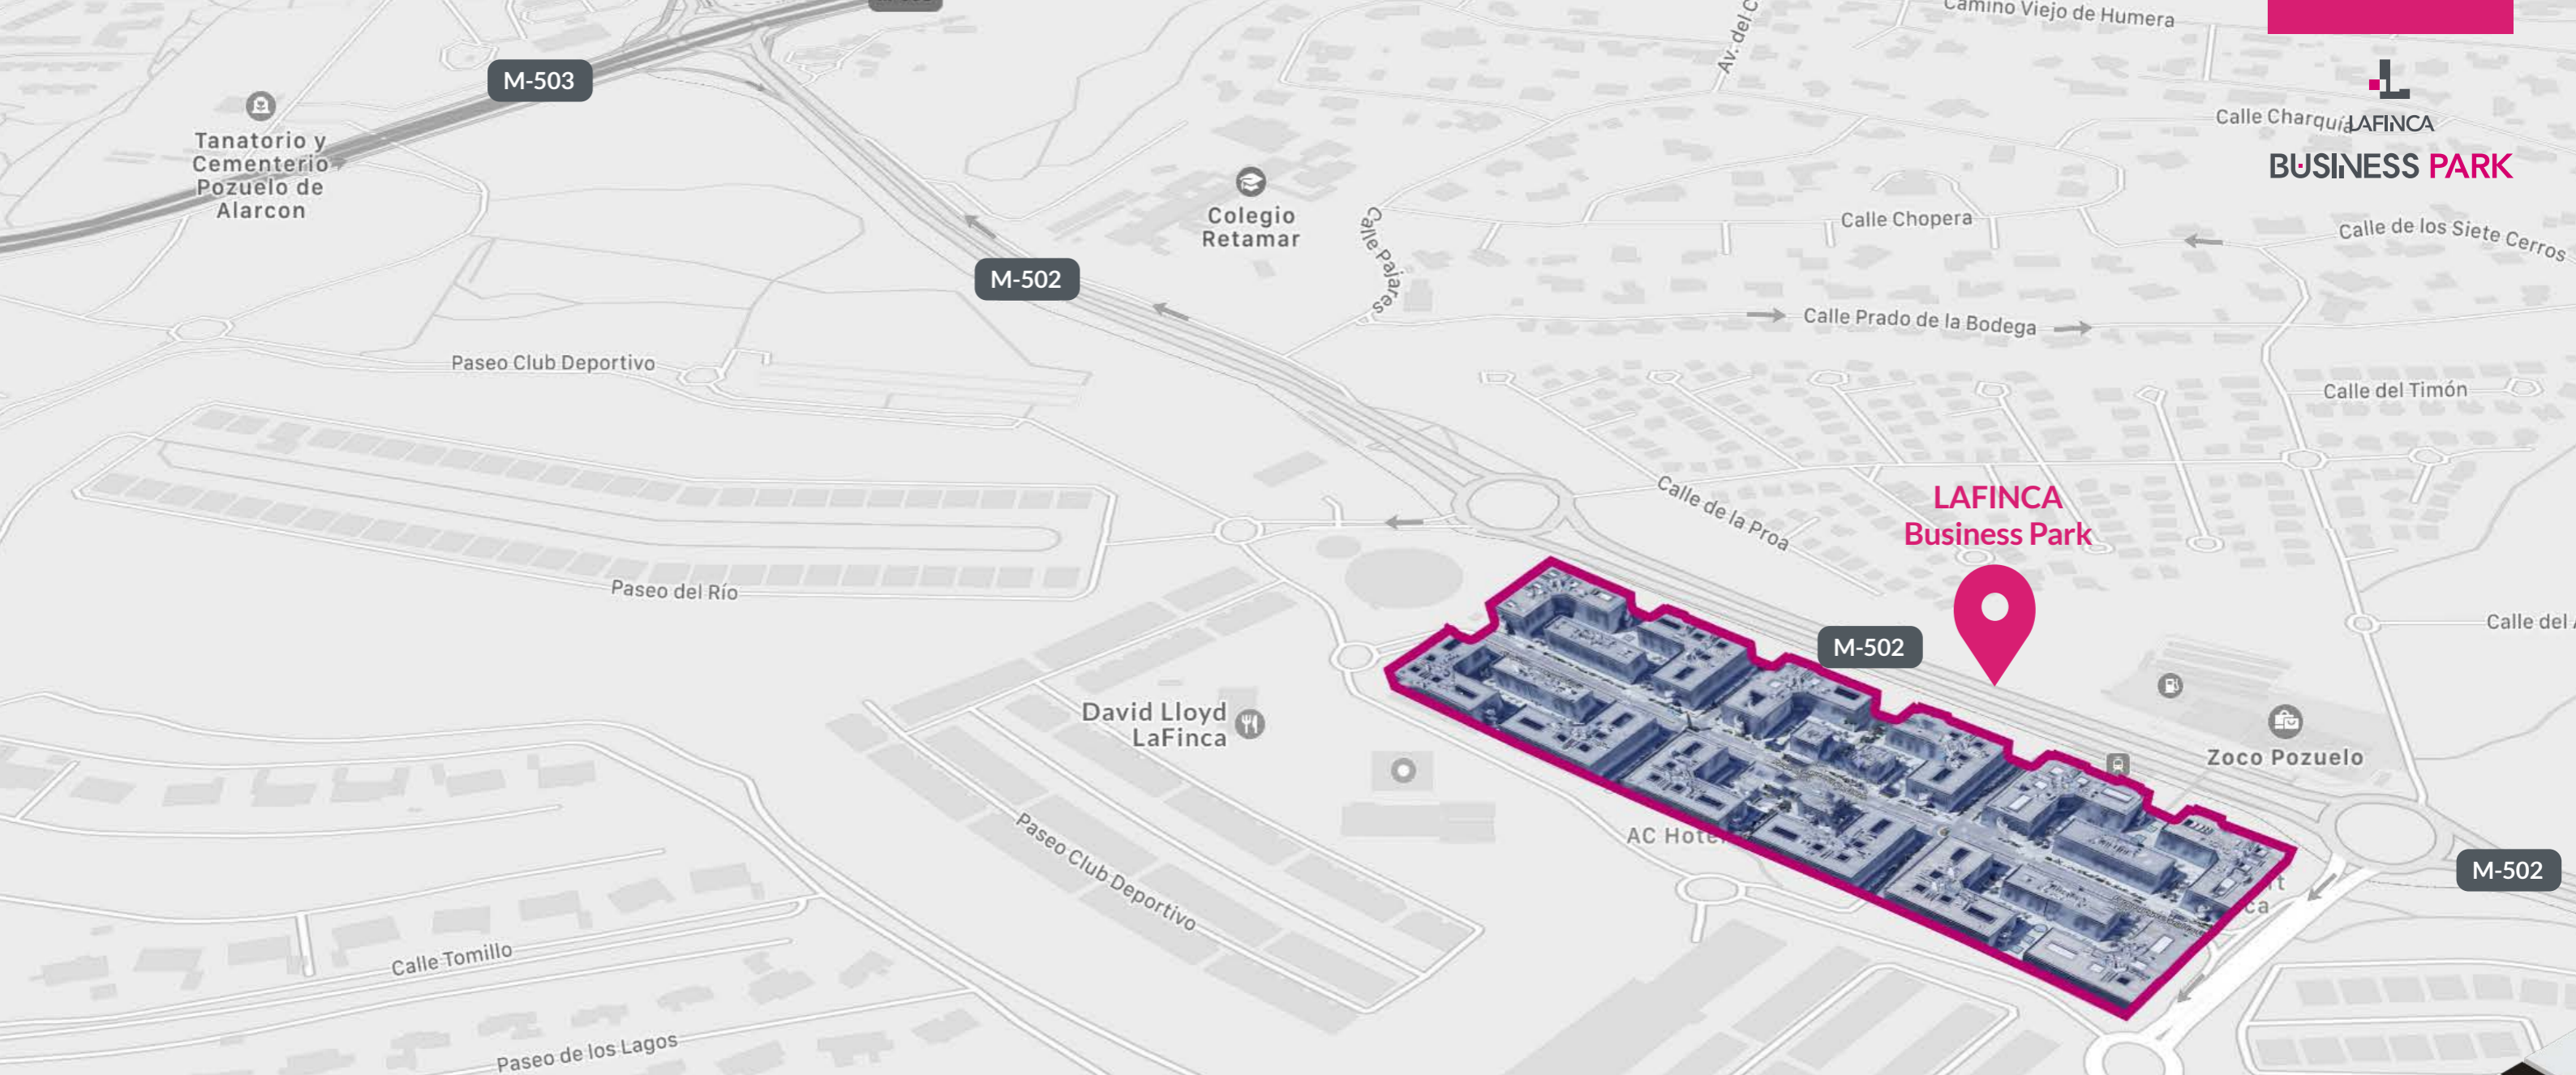 Camino Viejo de Humera
Av. del C
M-503
LAFINCA
BUSINESS PARK
Calle Charquía
Tanatorio y
Cementerio
Pozuelo de
Alarcon
Colegio
Retamar
Calle Pajares
Calle Chopera
Calle de los Siete Cerros
M-502
Calle Prado de la Bodega
Paseo Club Deportivo
Calle del Timón
Calle de la Proa
LAFINCA
Business Park
Paseo del Río
Calle del
M-502
David Lloyd
LaFinca
Zoco Pozuelo
Paseo Club Deportivo
AC Hote
M-502
rt
ca
Calle Tomillo
Paseo de los Lagos